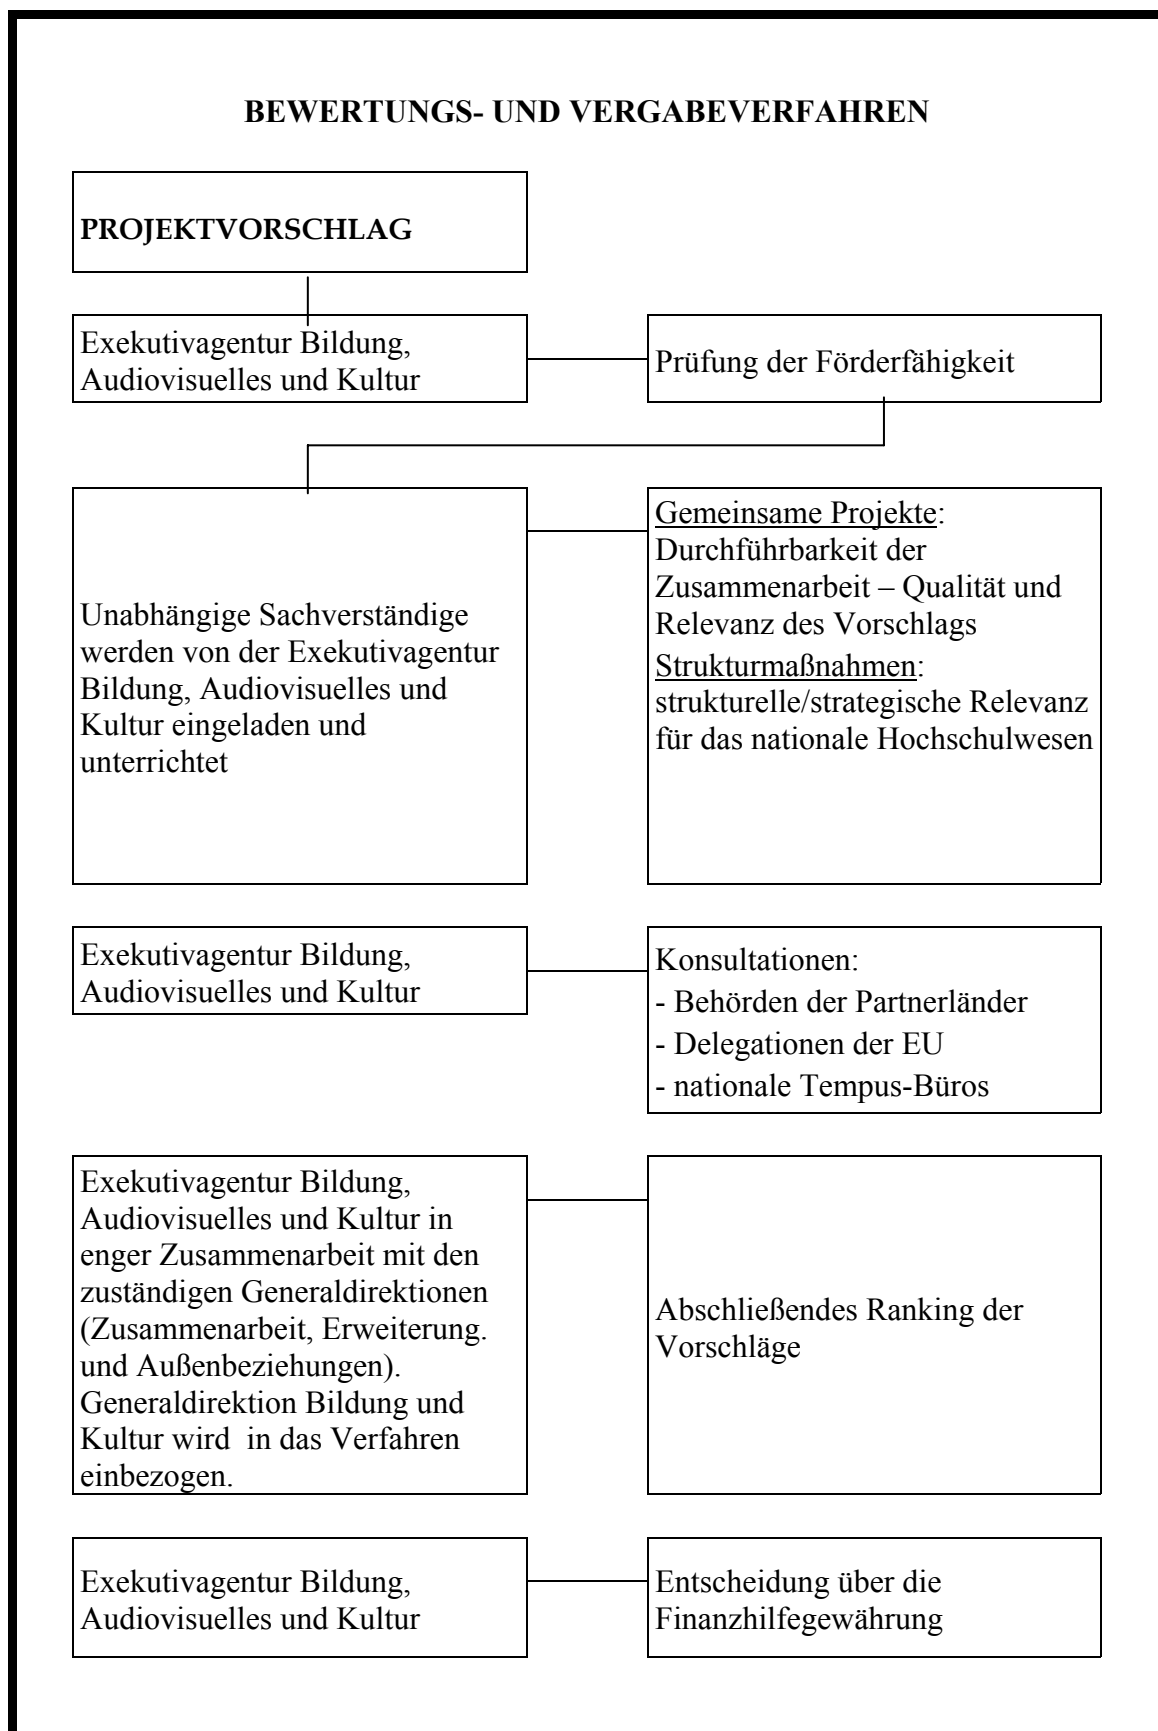 BEWERTUNGS- UND VERGABEVERFAHREN
PROJEKTVORSCHLAG
Exekutivagentur Bildung,
Audiovisuelles und Kultur
Prüfung der Förderfähigkeit
Unabhängige Sachverständige
werden von der Exekutivagentur
Bildung, Audiovisuelles und
Kultur eingeladen und
unterrichtet
Gemeinsame Projekte:
Durchführbarkeit der
Zusammenarbeit – Qualität und
Relevanz des Vorschlags
Strukturmaßnahmen:
strukturelle/strategische Relevanz
für das nationale Hochschulwesen
Exekutivagentur Bildung,
Audiovisuelles und Kultur
Konsultationen:
- Behörden der Partnerländer
- Delegationen der EU
- nationale Tempus-Büros
Exekutivagentur Bildung,
Audiovisuelles und Kultur in
enger Zusammenarbeit mit den
zuständigen Generaldirektionen
(Zusammenarbeit, Erweiterung.
und Außenbeziehungen).
Generaldirektion Bildung und
Kultur wird  in das Verfahren
einbezogen.
Abschließendes Ranking der
Vorschläge
Exekutivagentur Bildung,
Audiovisuelles und Kultur
Entscheidung über die
Finanzhilfegewährung